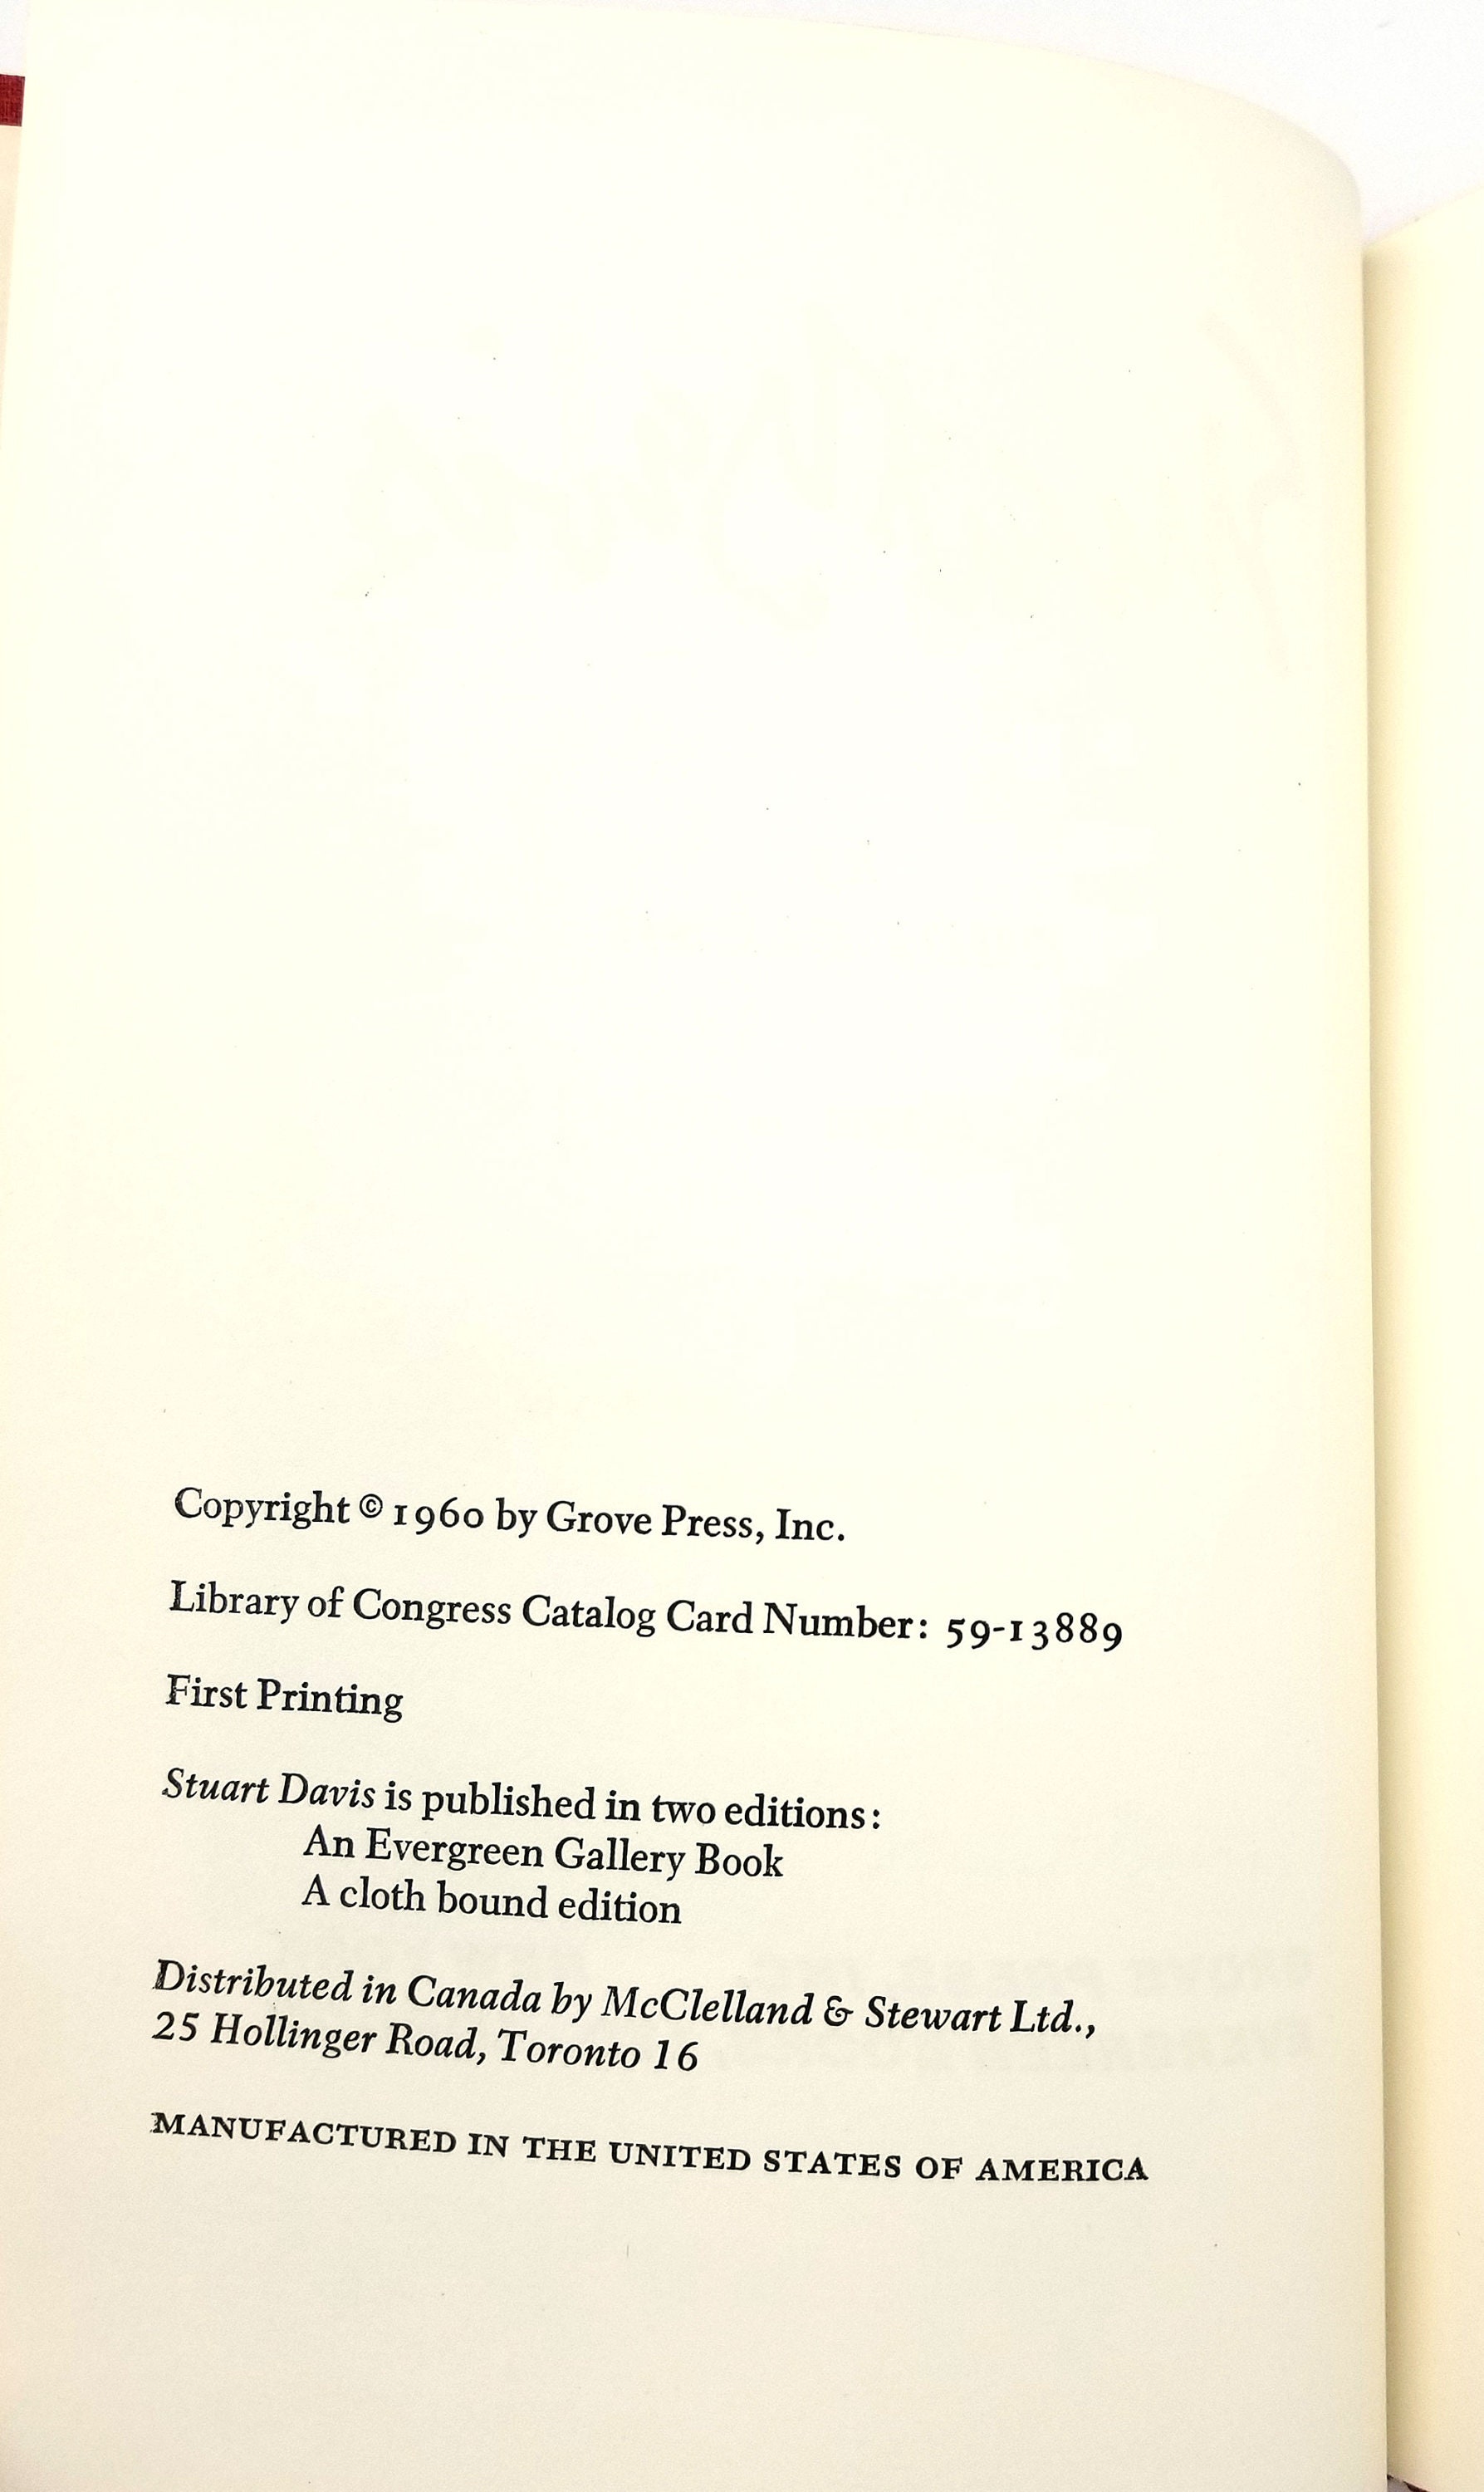 Copyright © 1960 by Grove Press, Inc.
Library of Congress Catalog Card Number: 59-13889
First Printing
Stuart Davis is published in two editions:
An Evergreen Gallery Book
A cloth bound edition
Distributed in Canada by McClelland & Stewart Ltd.,
25 Hollinger Road, Toronto 16
MANUFACTURED IN THE UNITED STATES OF AMERICA